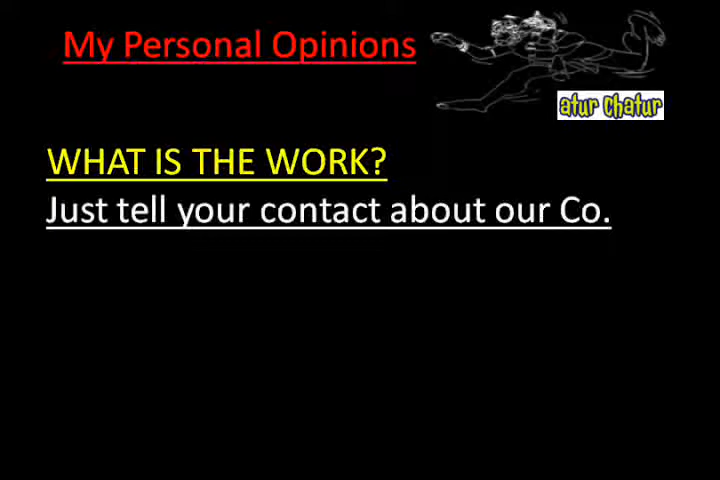 My Personal Opinions
atur Chatur
WHAT IS THE WORK?
Just tell your contact about our Co.